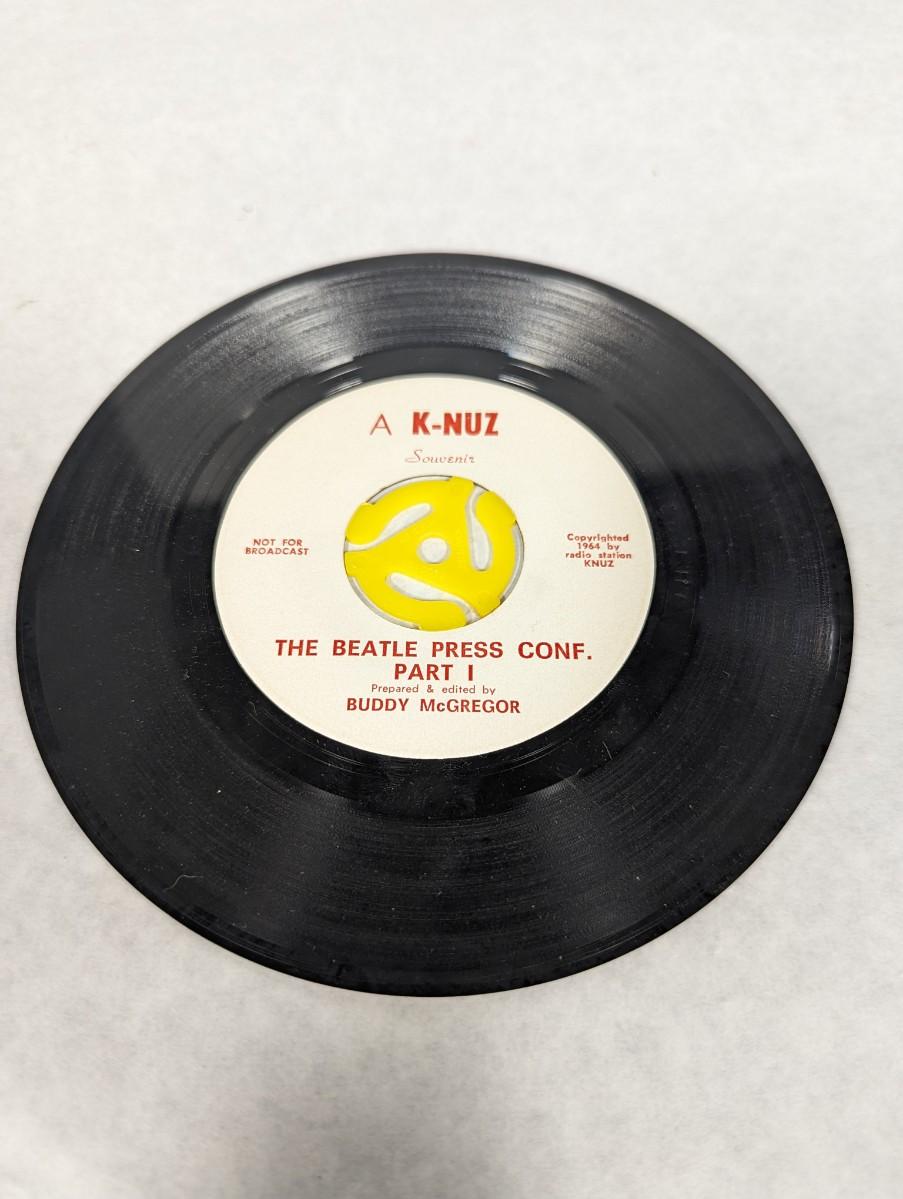 A K-NUZ
Souvenir
NOT FOR
BROADCAST
Copyrighted
1964 by
radio station
KNUZ
THE BEATLE PRESS CONF.
PART I
Prepared & edited by
BUDDY McGREGOR